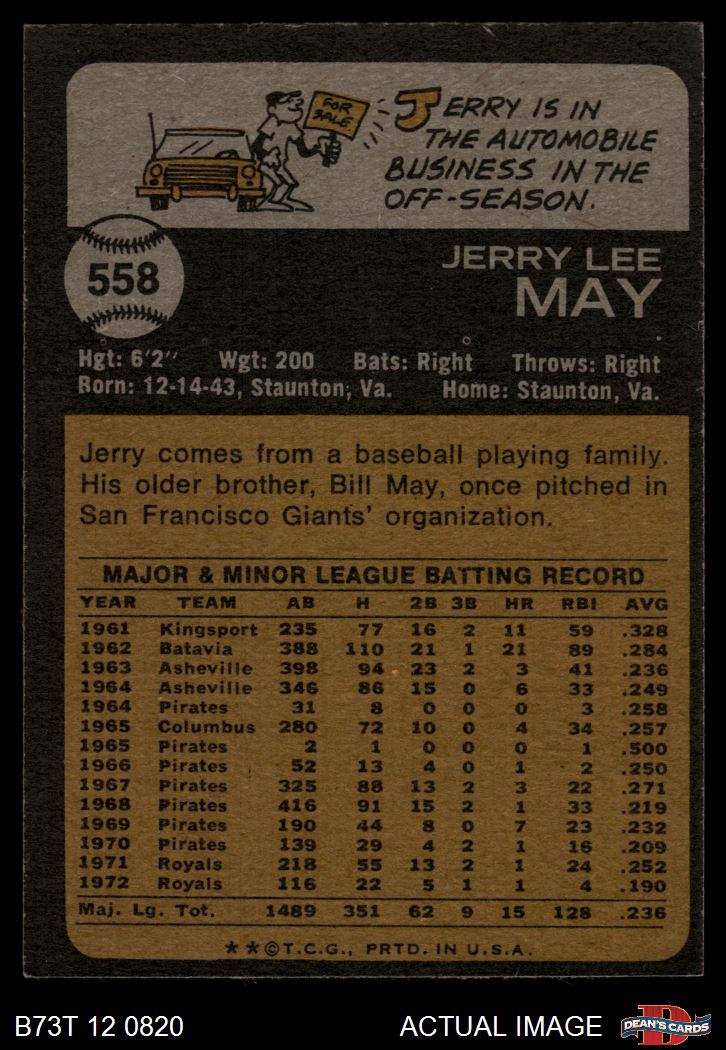 FOR
SALE
JERRY IS IN
THE AUTOMOBILE
BUSINESS IN THE
OFF-SEASON.
558
JERRY LEE
MAY
Hgt: 6'2" Wgt: 200 Bats: Right Throws: Right
Born: 12-14-43, Staunton, Va. Home: Staunton, Va.
Jerry comes from a baseball playing family.
His older brother, Bill May, once pitched in
San Francisco Giants' organization.
MAJOR & MINOR LEAGUE BATTING RECORD
YEAR TEAM AB H 2B 3B HR RBI AVG
1961 Kingsport 235 77 16 2 11 59 .328
1962 Batavia 388 110 21 1 21 89 .284
1963 Asheville 398 94 23 2 3 41 .236
1964 Asheville 346 86 15 0 6 33 .249
1964 Pirates 31 8 0 0 0 3 .258
1965 Columbus 280 72 10 0 4 34 .257
1965 Pirates 2 1 0 0 0 1 .500
1966 Pirates 52 13 4 0 1 2 .250
1967 Pirates 325 88 13 2 3 22 .271
1968 Pirates 416 91 15 2 1 33 .219
1969 Pirates 190 44 8 0 7 23 .232
1970 Pirates 139 29 4 2 1 16 .209
1971 Royals 218 55 13 2 1 24 .252
1972 Royals 116 22 5 1 1 4 .190
Maj. Lg. Tot. 1489 351 62 9 15 128 .236
**©T.C.G., PRTD. IN U.S.A.
B73T 12 0820 ACTUAL IMAGE
D
DEAN'S CARDS